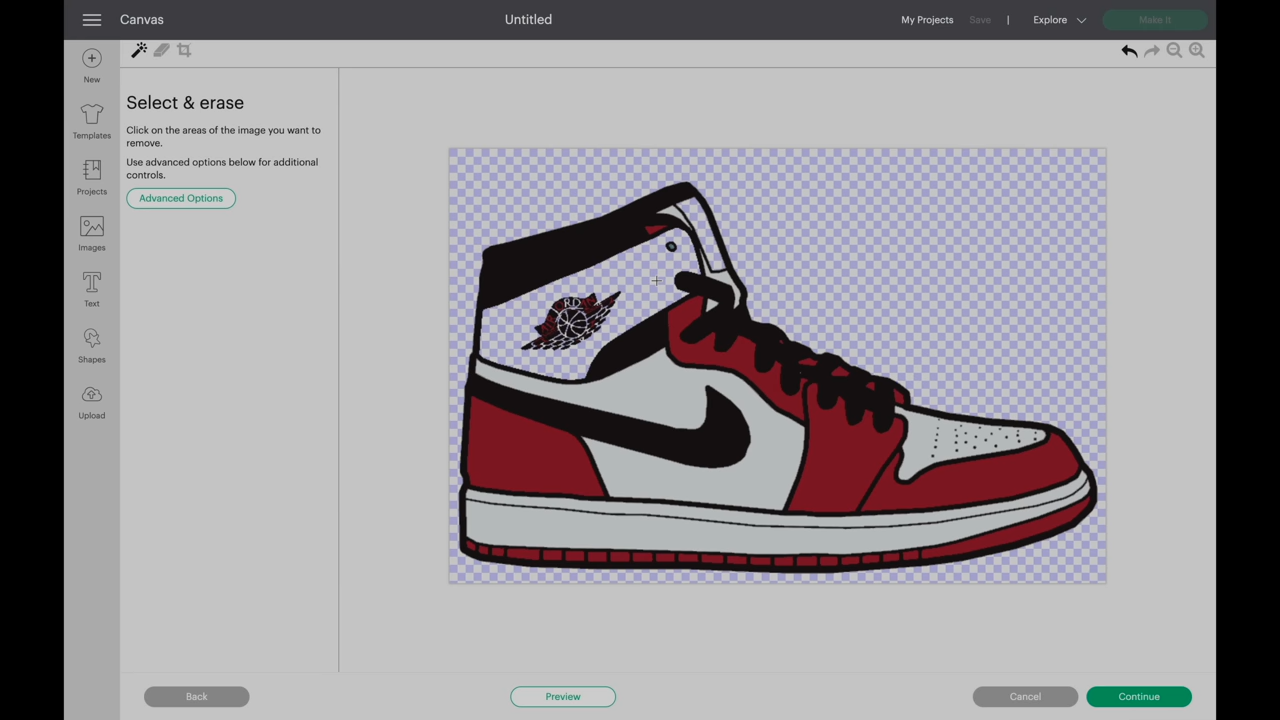 Canvas
Untitled
My Projects Save | Explore Make It
New
Templates
Projects
Images
Text
Shapes
Upload
Select & erase
Click on the areas of the image you want to
remove.
Use advanced options below for additional
controls.
Advanced Options
RD
Back
Preview
Cancel
Continue